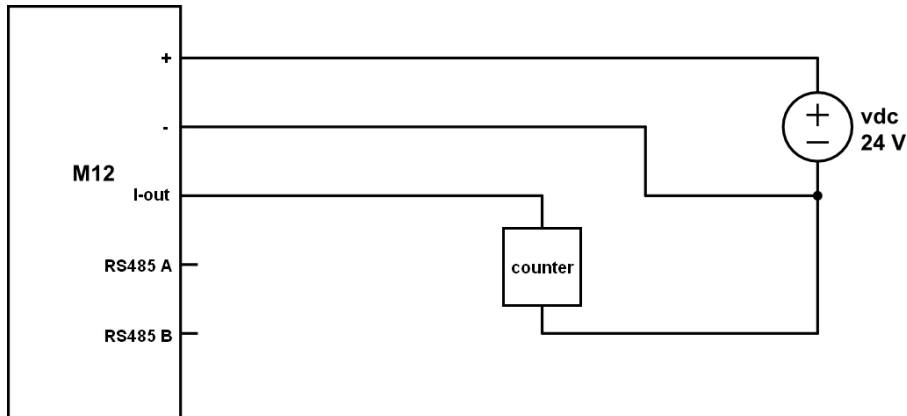 +
-
M12
I-out
RS485 A
RS485 B
counter
+
−
vdc
24 V